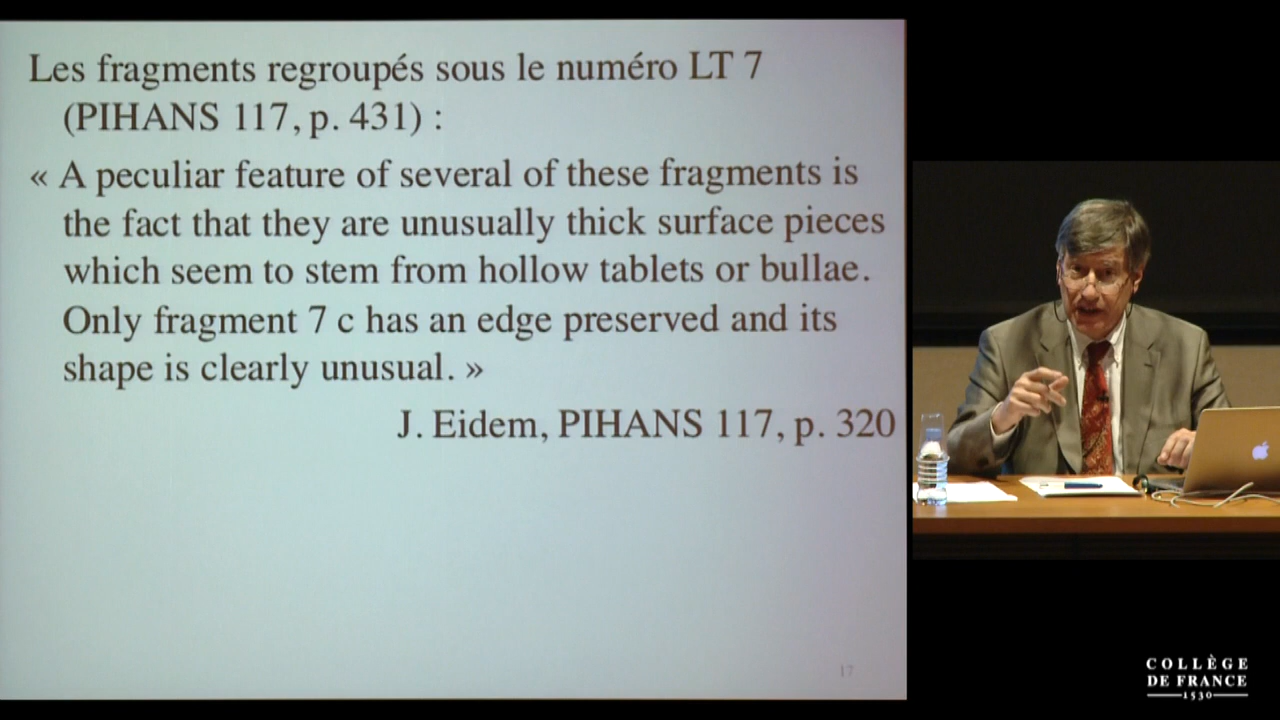 Les fragments regroupés sous le numéro LT 7
(PIHANS 117, p. 431) :
« A peculiar feature of several of these fragments is
the fact that they are unusually thick surface pieces
which seem to stem from hollow tablets or bullae.
Only fragment 7 c has an edge preserved and its
shape is clearly unusual. »
J. Eidem, PIHANS 117, p. 320
17
COLLÈGE
DE FRANCE
1530